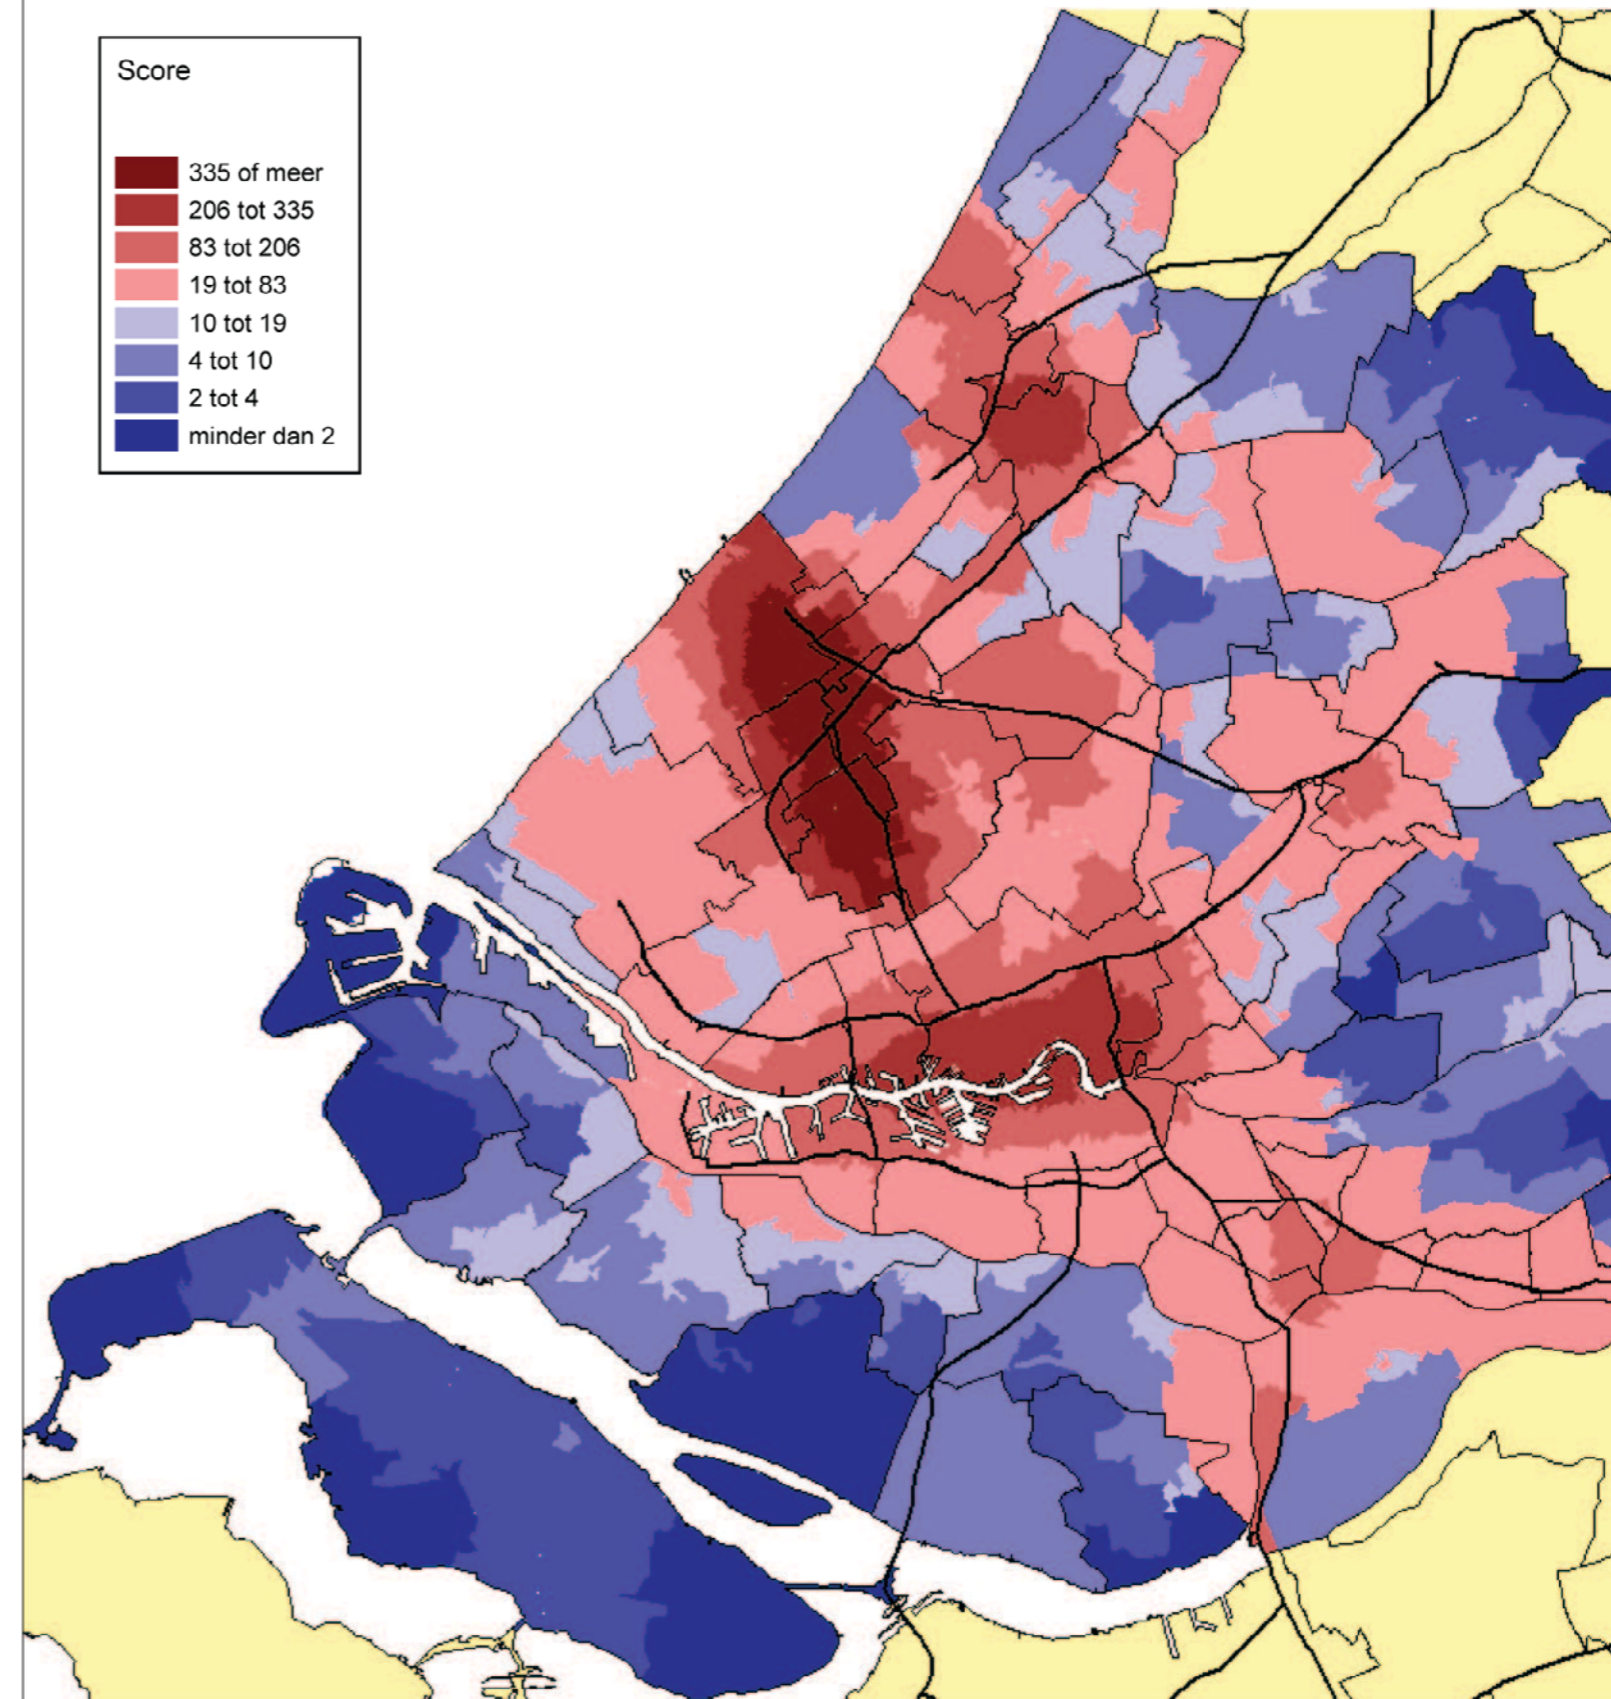 Score
335 of meer
206 tot 335
83 tot 206
19 tot 83
10 tot 19
4 tot 10
2 tot 4
minder dan 2